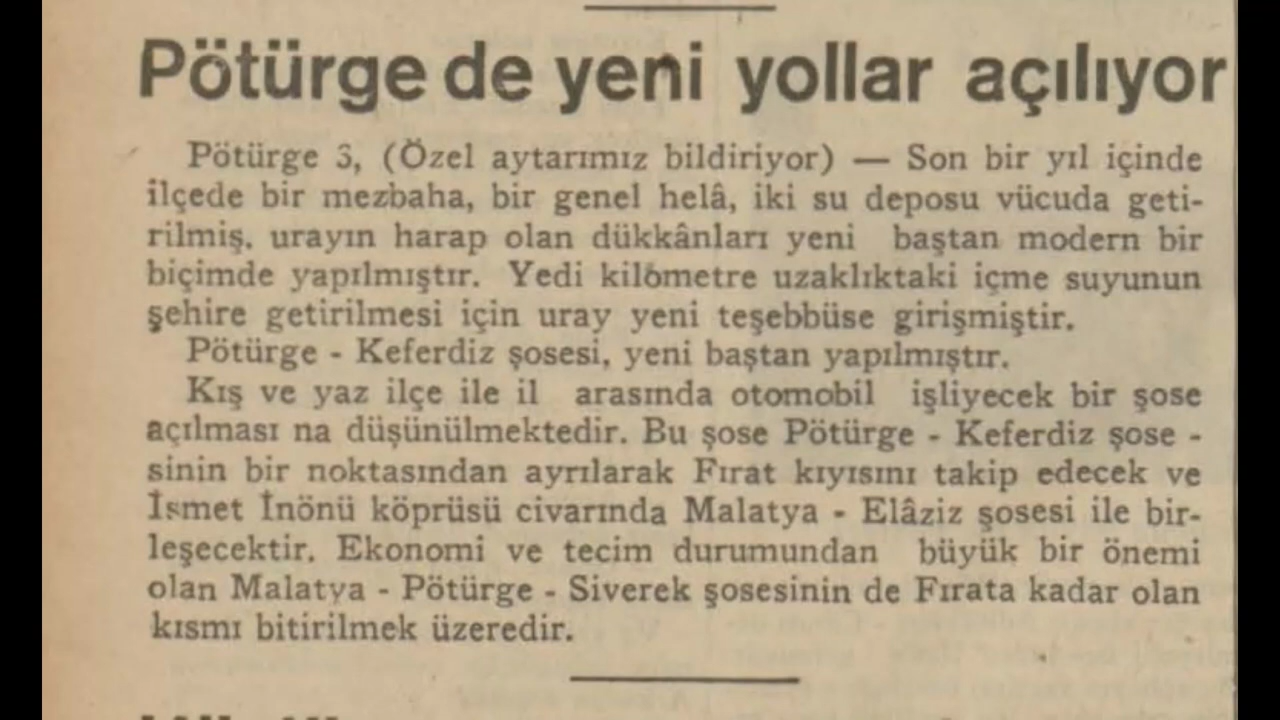 Pötürge de yeni yollar açılıyor
Pötürge 3, (Özel aytarımız bildiriyor) — Son bir yıl içinde
ilçede bir mezbaha, bir genel helâ, iki su deposu vücuda geti-
rilmiş. urayın harap olan dükkânları yeni baştan modern bir
biçimde yapılmıştır. Yedi kilômetre uzaklıktaki içme suyunun
şehire getirilmesi için uray yeni teşebbüse girişmiştir.
Pötürge - Keferdiz şosesi, yeni baştan yapılmıştır.
Kış ve yaz ilçe ile il arasında otomobil işliyecek bir şose
açılması na düşünülmektedir. Bu şose Pötürge - Keferdiz şose -
sinin bir noktasından ayrılarak Fırat kıyısını takip edecek ve
İsmet İnönü köprüsü civarında Malatya - Elâziz şosesi ile bir-
leşecektir. Ekonomi ve tecim durumundan büyük bir önemi
olan Malatya - Pötürge - Siverek şosesinin de Fırata kadar olan
kısmı bitirilmek üzeredir.